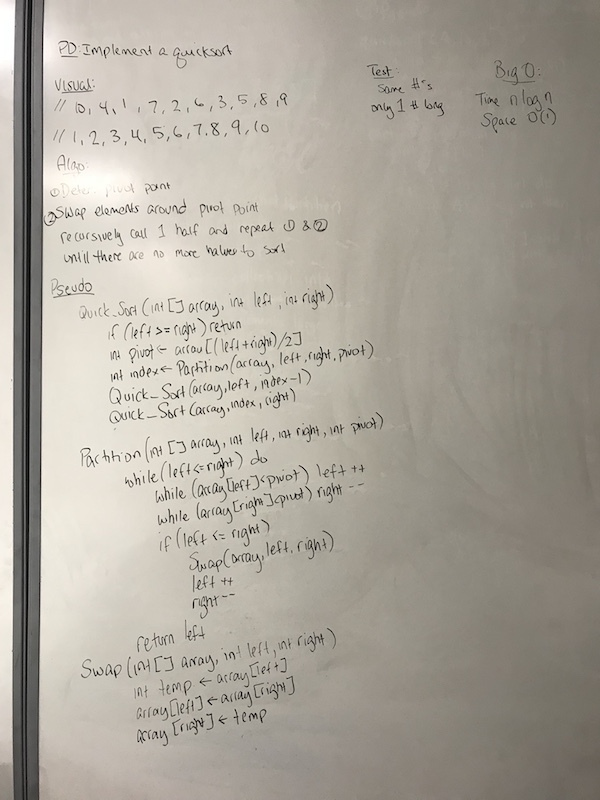 PD: Implement a quicksort
Visual:
// 10, 4, 1, 7, 2, 6, 3, 5, 8, 9
// 1, 2, 3, 4, 5, 6, 7, 8, 9, 10
Algo:
① Deter. pivot point
② Swap elements around pivot point
recursively call 1 half and repeat ① & ②
untill there are no more halves to sort
Pseudo
Quick_Sort (int [] array, int left, int right)
if (left >= right) return
int pivot ← array[(left+right)/2]
int index ← Partition(array, left, right, pivot)
Quick_Sort(array, left, index-1)
Quick_Sort(array, index, right)
Partition(int [] array, int left, int right, int pivot)
while(left <= right) do
while (array[left] < pivot) left ++
while (array[right] < pivot) right --
if (left <= right)
Swap(array, left, right)
left ++
right --
return left
Swap (int [] array, int left, int right)
int temp ← array[left]
array[left] ← array[right]
array [right] ← temp
Test:
Same #'s
only 1 # long
Big O:
Time n log n
Space O(1)